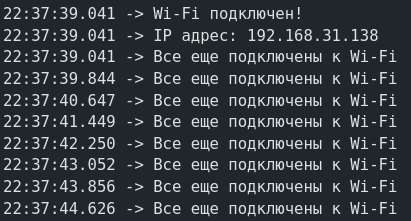 22:37:39.041 -> Wi-Fi подключен!
22:37:39.041 -> IP адрес: 192.168.31.138
22:37:39.041 -> Все еще подключены к Wi-Fi
22:37:39.844 -> Все еще подключены к Wi-Fi
22:37:40.647 -> Все еще подключены к Wi-Fi
22:37:41.449 -> Все еще подключены к Wi-Fi
22:37:42.250 -> Все еще подключены к Wi-Fi
22:37:43.052 -> Все еще подключены к Wi-Fi
22:37:43.856 -> Все еще подключены к Wi-Fi
22:37:44.626 -> Все еще подключены к Wi-Fi